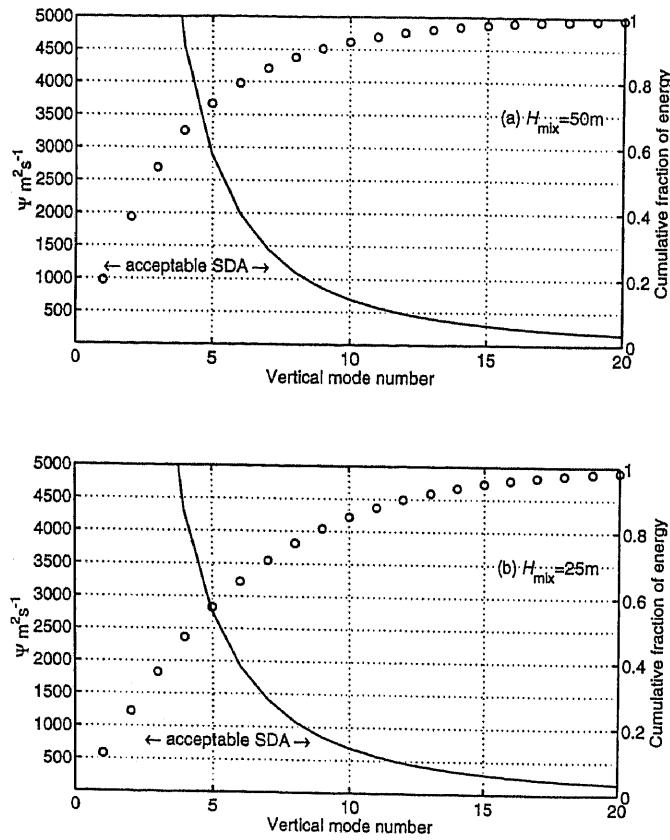 5000
4500
4000
3500
3000
2500
2000
1500
1000
500
Ψ m²s⁻¹
1
0.8
0.6
0.4
0.2
0
Cumulative fraction of energy
(a) H_mix=50m
← acceptable SDA →
0 5 10 15 20
Vertical mode number
5000
4500
4000
3500
3000
2500
2000
1500
1000
500
Ψ m²s⁻¹
1
0.8
0.6
0.4
0.2
0
Cumulative fraction of energy
(b) H_mix=25m
← acceptable SDA →
0 5 10 15 20
Vertical mode number